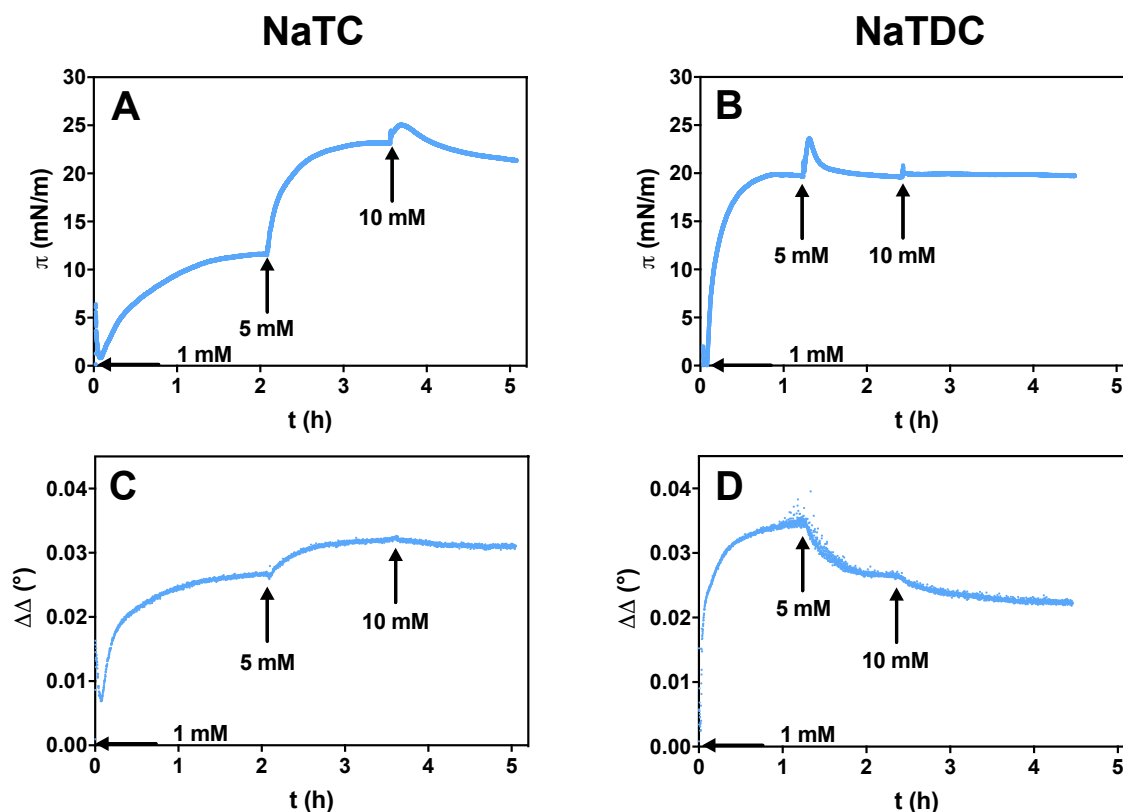 NaTC
NaTDC
A
30
25
20
15
10
5
0
π (mN/m)
10 mM
5 mM
1 mM
0 1 2 3 4 5
t (h)
B
30
25
20
15
10
5
0
π (mN/m)
5 mM
10 mM
1 mM
0 1 2 3 4 5
t (h)
C
0.04
0.03
0.02
0.01
0.00
ΔΔ (°)
10 mM
5 mM
1 mM
0 1 2 3 4 5
t (h)
D
0.04
0.03
0.02
0.01
0.00
ΔΔ (°)
5 mM
10 mM
1 mM
0 1 2 3 4 5
t (h)